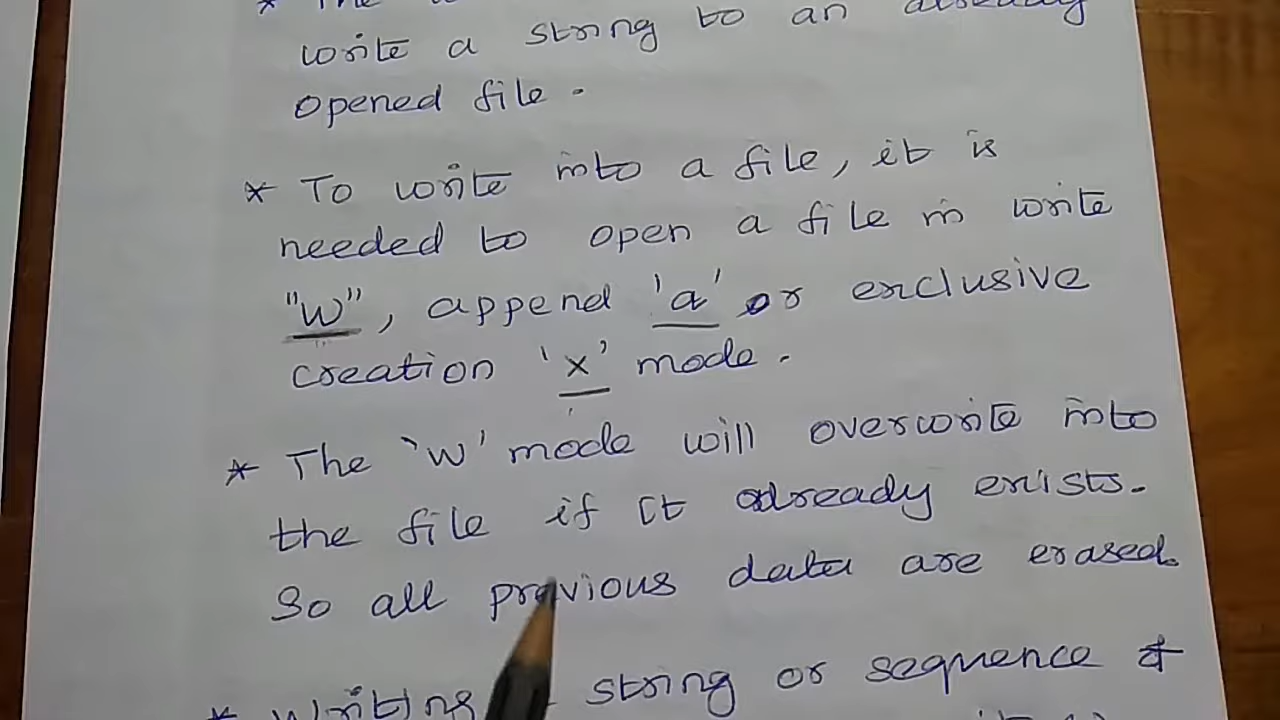 * The
write a string to an already
opened file.
* To write into a file, it is
needed to open a file in write
"w", append 'a' or exclusive
creation 'x' mode.
* The 'w' mode will overwrite into
the file if It already exists.
So all previous data are erased.
* Writing string or sequence of